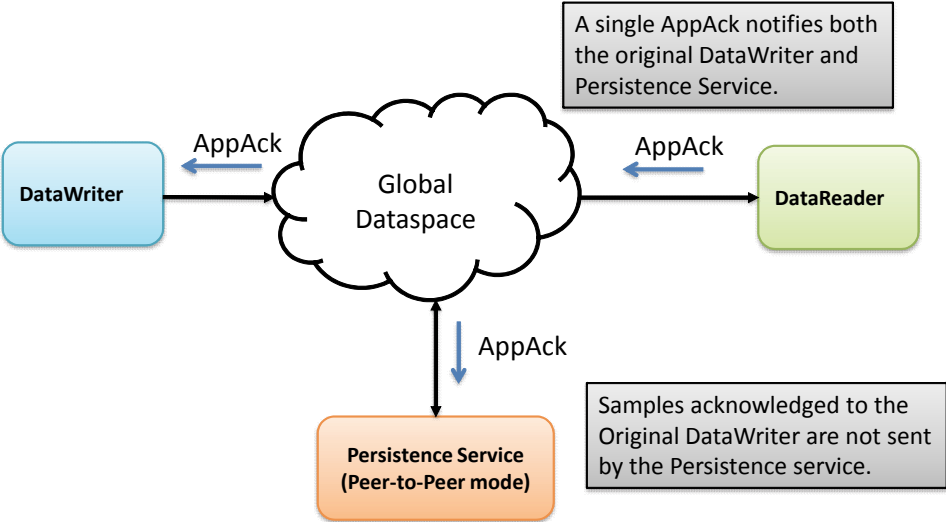 A single AppAck notifies both
the original DataWriter and
Persistence Service.
AppAck
AppAck
DataWriter
Global
Dataspace
DataReader
AppAck
Samples acknowledged to the
Original DataWriter are not sent
by the Persistence service.
Persistence Service
(Peer-to-Peer mode)